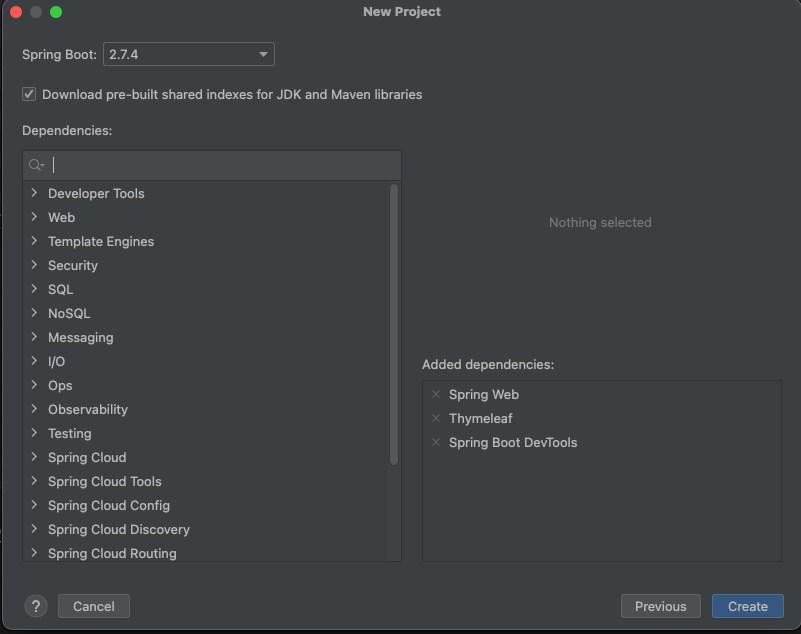 New Project
Spring Boot: 2.7.4
Download pre-built shared indexes for JDK and Maven libraries
Dependencies:
Developer Tools
Web
Template Engines
Security
SQL
NoSQL
Messaging
I/O
Ops
Observability
Testing
Spring Cloud
Spring Cloud Tools
Spring Cloud Config
Spring Cloud Discovery
Spring Cloud Routing
Nothing selected
Added dependencies:
Spring Web
Thymeleaf
Spring Boot DevTools
? Cancel Previous Create